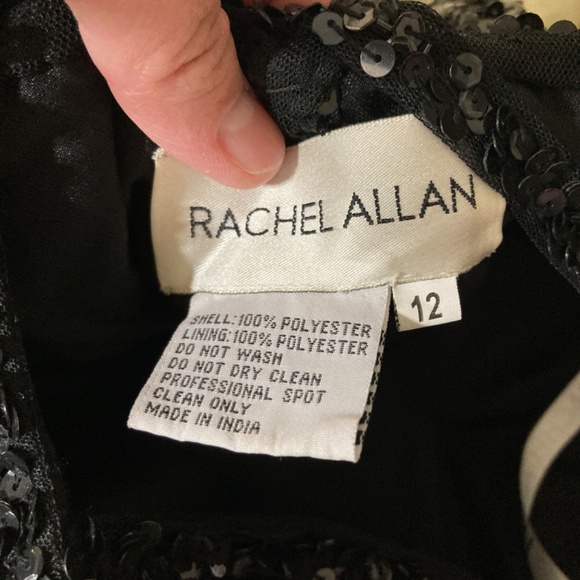 RACHEL ALLAN
12
SHELL:100% POLYESTER
LINING:100% POLYESTER
DO NOT WASH
DO NOT DRY CLEAN
PROFESSIONAL SPOT
CLEAN ONLY
MADE IN INDIA